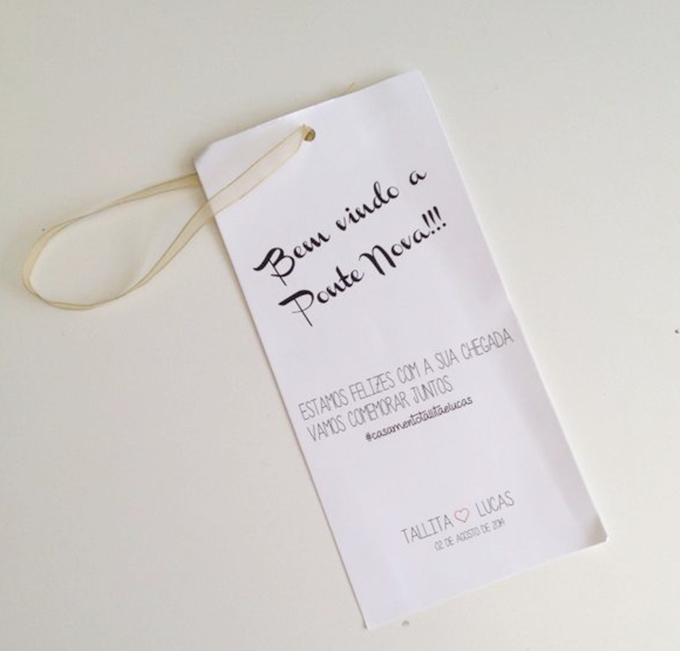 Bem vindo a
Ponte Nova!!!
ESTAMOS FELIZES COM A SUA CHEGADA
VAMOS COMEMORAR JUNTOS
#casamentotallitaelucas
TALLITA LUCAS
02 DE AGOSTO DE 2014